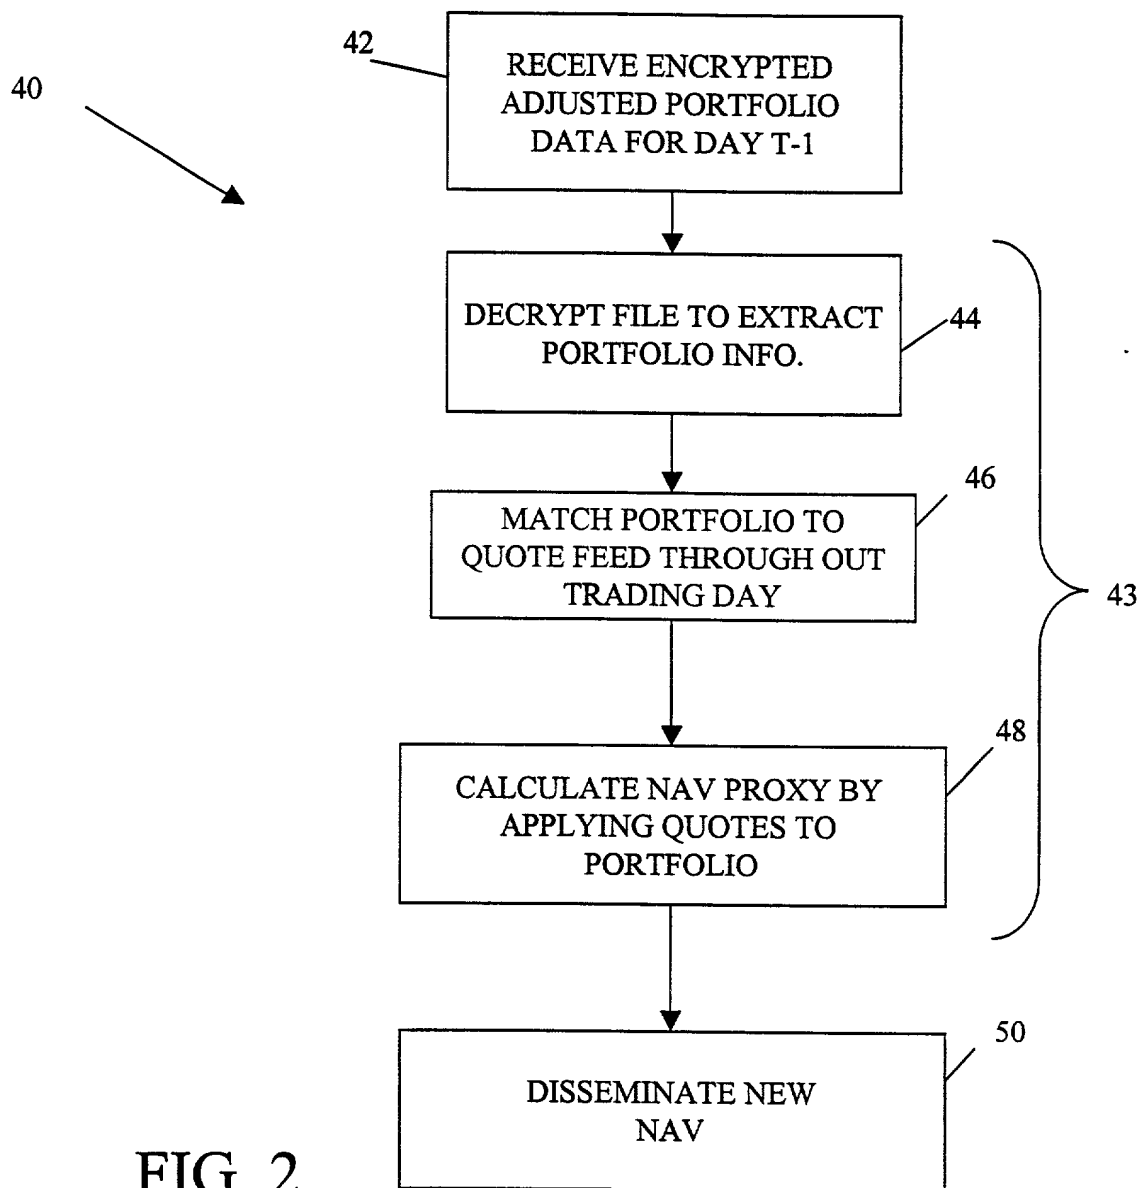 42
RECEIVE ENCRYPTED
ADJUSTED PORTFOLIO
DATA FOR DAY T-1
40
DECRYPT FILE TO EXTRACT
PORTFOLIO INFO.
44
46
MATCH PORTFOLIO TO
QUOTE FEED THROUGH OUT
TRADING DAY
43
48
CALCULATE NAV PROXY BY
APPLYING QUOTES TO
PORTFOLIO
50
DISSEMINATE NEW
NAV
FIG. 2